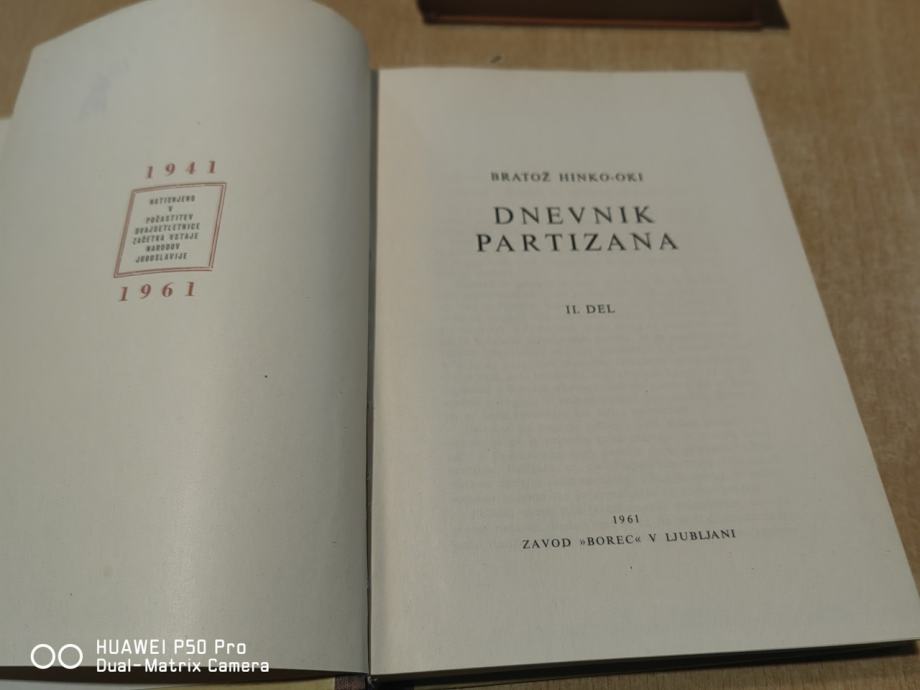 1941
NATISNJENO
V
POČASTITEV
DVAJSETLETNICE
ZAČETKA VSTAJE
NARODOV
JUGOSLAVIJE
1961
BRATOŽ HINKO-OKI
DNEVNIK
PARTIZANA
II. DEL
1961
ZAVOD »BOREC« V LJUBLJANI
HUAWEI P50 Pro
Dual-Matrix Camera